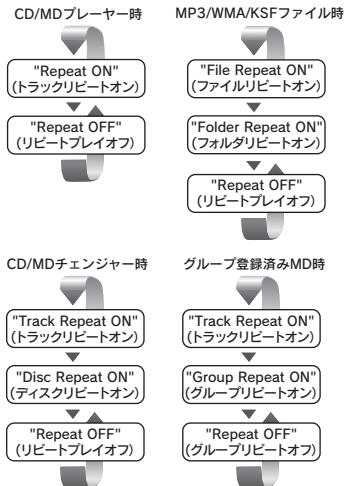 CD/MDプレーヤー時
"Repeat ON"
(トラックリピートオン)
"Repeat OFF"
(リピートプレイオフ)
MP3/WMA/KSFファイル時
"File Repeat ON"
(ファイルリピートオン)
"Folder Repeat ON"
(フォルダリピートオン)
"Repeat OFF"
(リピートプレイオフ)
CD/MDチェンジャー時
"Track Repeat ON"
(トラックリピートオン)
"Disc Repeat ON"
(ディスクリピートオン)
"Repeat OFF"
(リピートプレイオフ)
グループ登録済みMD時
"Track Repeat ON"
(トラックリピートオン)
"Group Repeat ON"
(グループリピートオン)
"Repeat OFF"
(グループリピートオフ)